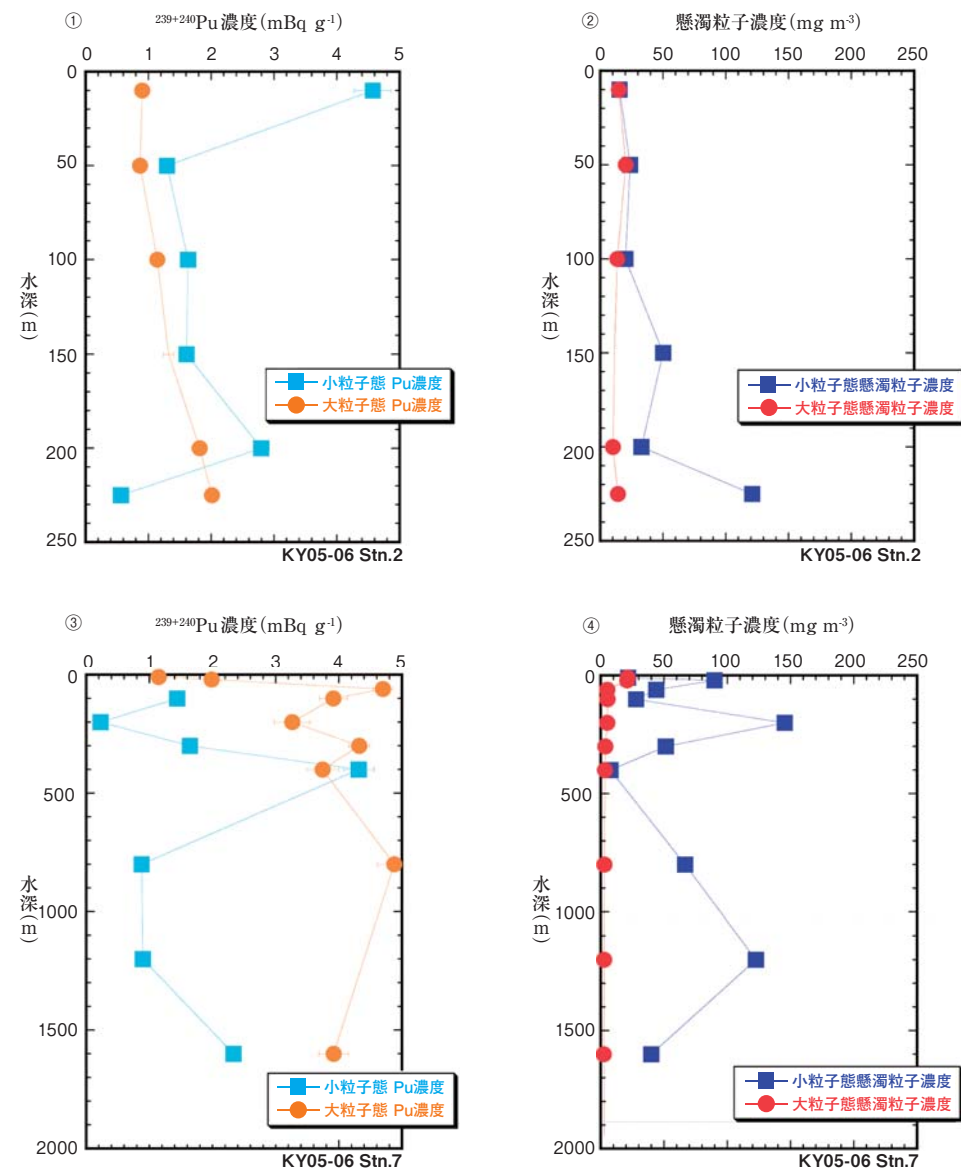 ① ²³⁹⁺²⁴⁰Pu濃度(mBq g⁻¹)
0 1 2 3 4 5
0
50
100
150
200
250
水深(m)
小粒子態 Pu濃度
大粒子態 Pu濃度
KY05-06 Stn.2
② 懸濁粒子濃度(mg m⁻³)
0 50 100 150 200 250
0
50
100
150
200
250
水深(m)
小粒子態懸濁粒子濃度
大粒子態懸濁粒子濃度
KY05-06 Stn.2
③ ²³⁹⁺²⁴⁰Pu濃度(mBq g⁻¹)
0 1 2 3 4 5
0
500
1000
1500
2000
水深(m)
小粒子態 Pu濃度
大粒子態 Pu濃度
KY05-06 Stn.7
④ 懸濁粒子濃度(mg m⁻³)
0 50 100 150 200 250
0
500
1000
1500
2000
水深(m)
小粒子態懸濁粒子濃度
大粒子態懸濁粒子濃度
KY05-06 Stn.7